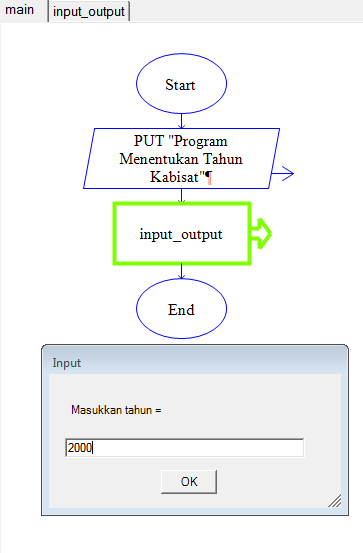 main input_output
Start
PUT "Program
Menentukan Tahun
Kabisat"¶
input_output
End
Input
Masukkan tahun =
2000
OK